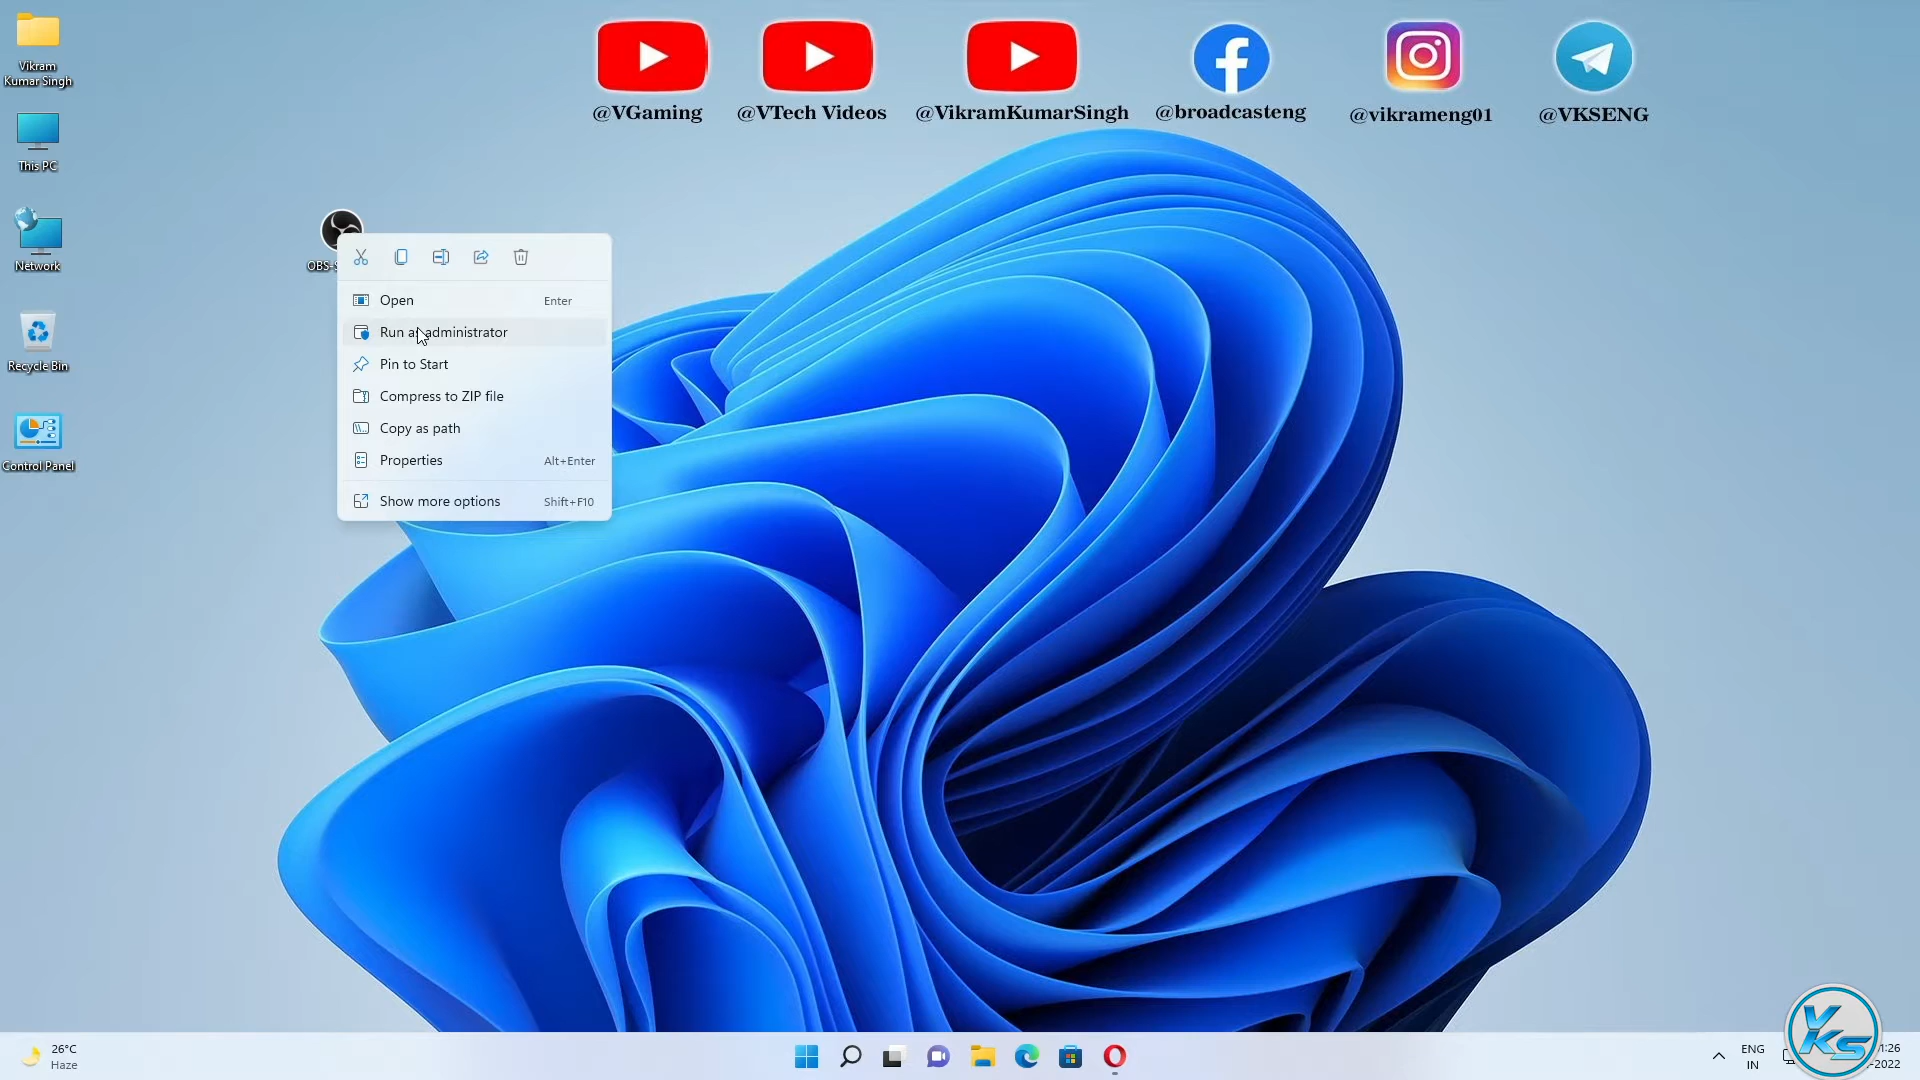 @VGaming
@VTech Videos
@VikramKumarSingh
@broadcasteng
@vikrameng01
@VKSENG
Vikram
Kumar Singh
This PC
Network
Recycle Bin
Control Panel
OBS-S
Open Enter
Run as administrator
Pin to Start
Compress to ZIP file
Copy as path
Properties Alt+Enter
Show more options Shift+F10
26°C
Haze
ENG
IN
VKS
1:26
-2022